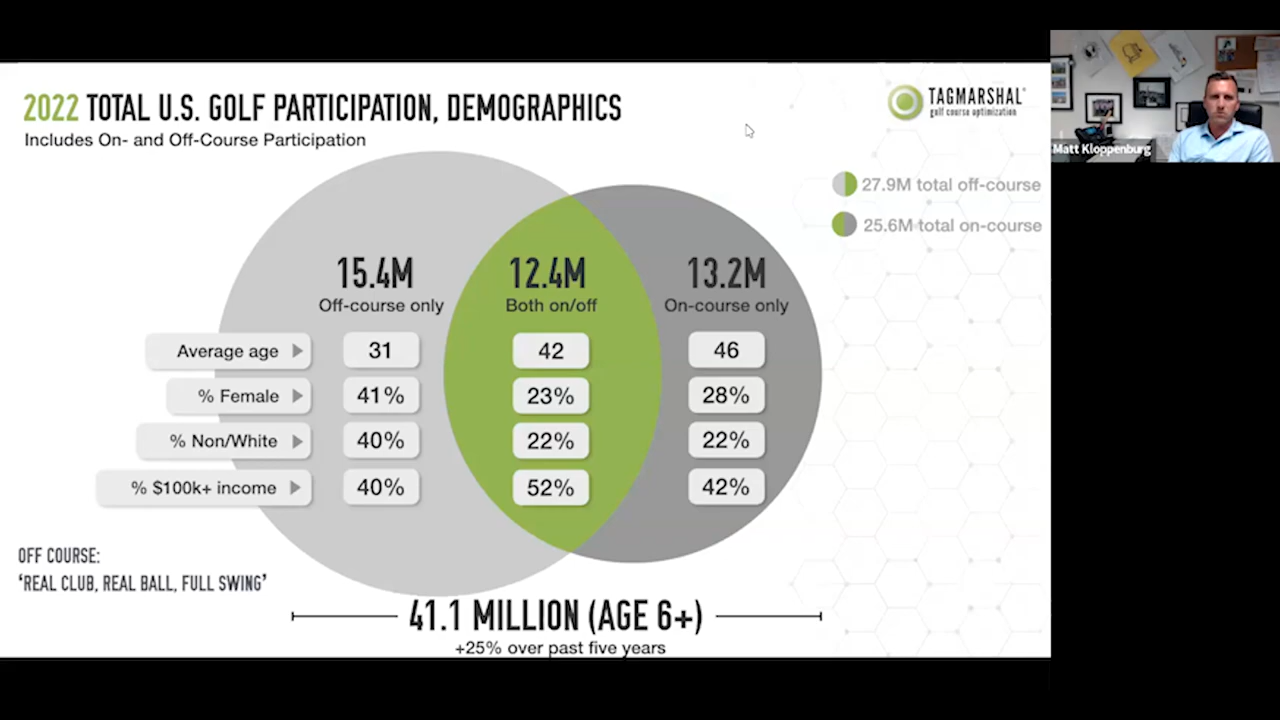 2022 TOTAL U.S. GOLF PARTICIPATION, DEMOGRAPHICS
Includes On- and Off-Course Participation
TAGMARSHAL®
golf course optimization
Matt Kloppenburg
27.9M total off-course
25.6M total on-course
15.4M 12.4M 13.2M
Off-course only Both on/off On-course only
Average age 31 42 46
% Female 41% 23% 28%
% Non/White 40% 22% 22%
% $100k+ income 40% 52% 42%
OFF COURSE:
‘REAL CLUB, REAL BALL, FULL SWING’
41.1 MILLION (AGE 6+)
+25% over past five years